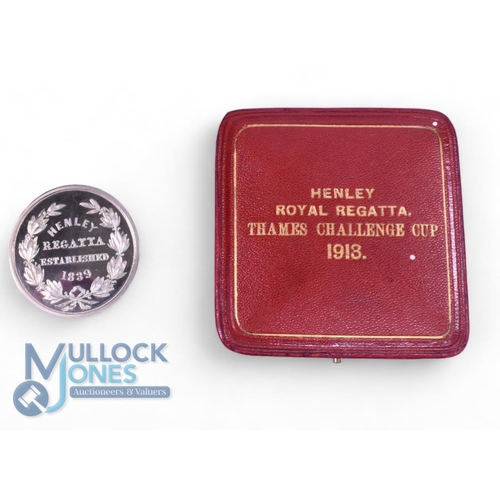 HENLEY
REGATTA
ESTABLISHED
1839
HENLEY
ROYAL REGATTA.
THAMES CHALLENGE CUP
1913.
MULLOCK
JONES
Auctioneers & Valuers